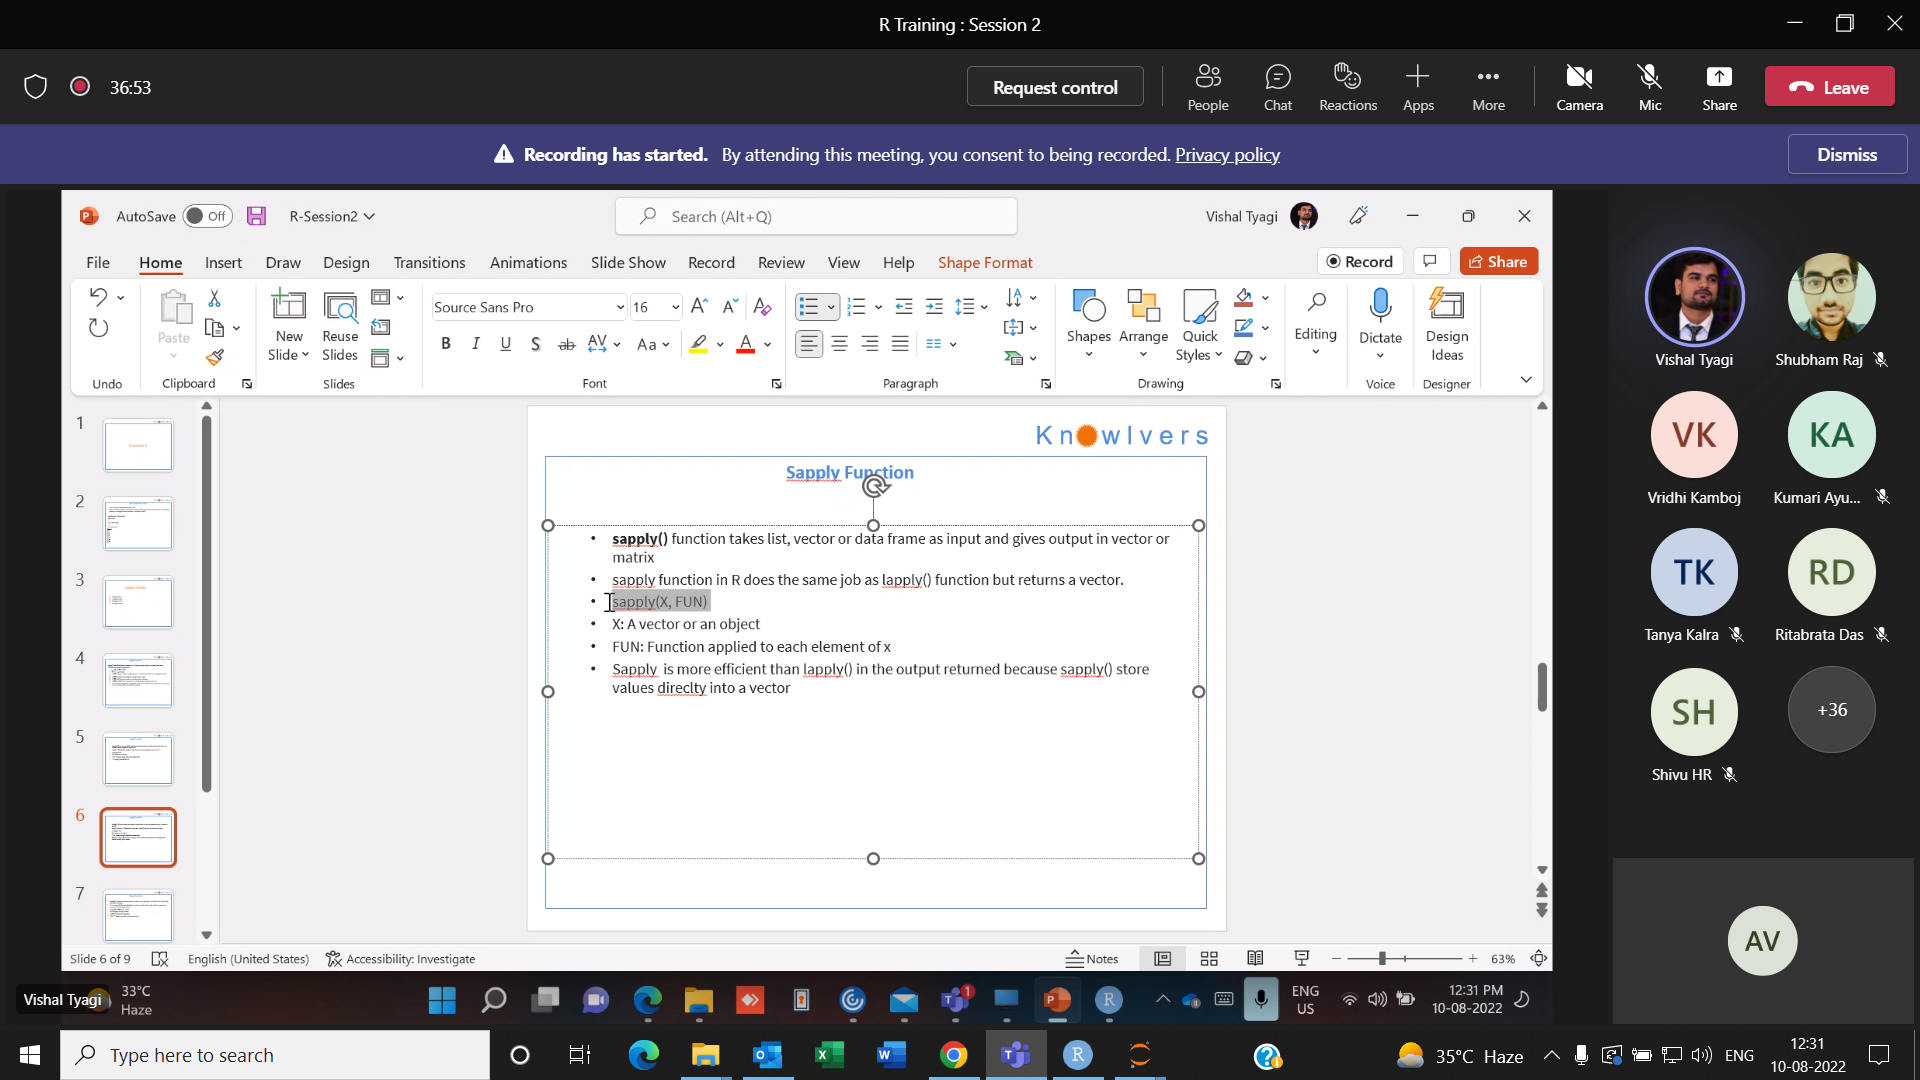 R Training : Session 2
36:53
Request control
People
Chat
Reactions
Apps
More
Camera
Mic
Share
Leave
Recording has started. By attending this meeting, you consent to being recorded. Privacy policy
Dismiss
AutoSave Off R-Session2
Search (Alt+Q)
Vishal Tyagi
File Home Insert Draw Design Transitions Animations Slide Show Record Review View Help Shape Format
Record
Share
Paste
New Slide
Reuse Slides
Source Sans Pro 16
Shapes
Arrange
Quick Styles
Editing
Dictate
Design Ideas
Undo Clipboard Slides Font Paragraph Drawing Voice Designer
1
2
3
4
5
6
7
Knowlvers
Sapply Function
• sapply() function takes list, vector or data frame as input and gives output in vector or
matrix
• sapply function in R does the same job as lapply() function but returns a vector.
• sapply(X, FUN)
• X: A vector or an object
• FUN: Function applied to each element of x
• Sapply is more efficient than lapply() in the output returned because sapply() store
values direclty into a vector
Slide 6 of 9 English (United States) Accessibility: Investigate Notes 63%
Vishal Tyagi
33°C
Haze
1
ENG
US
12:31 PM
10-08-2022
Vishal Tyagi
Shubham Raj
VK
Vridhi Kamboj
KA
Kumari Ayu...
TK
Tanya Kalra
RD
Ritabrata Das
SH
Shivu HR
+36
AV
Type here to search
35°C Haze
ENG
12:31
10-08-2022